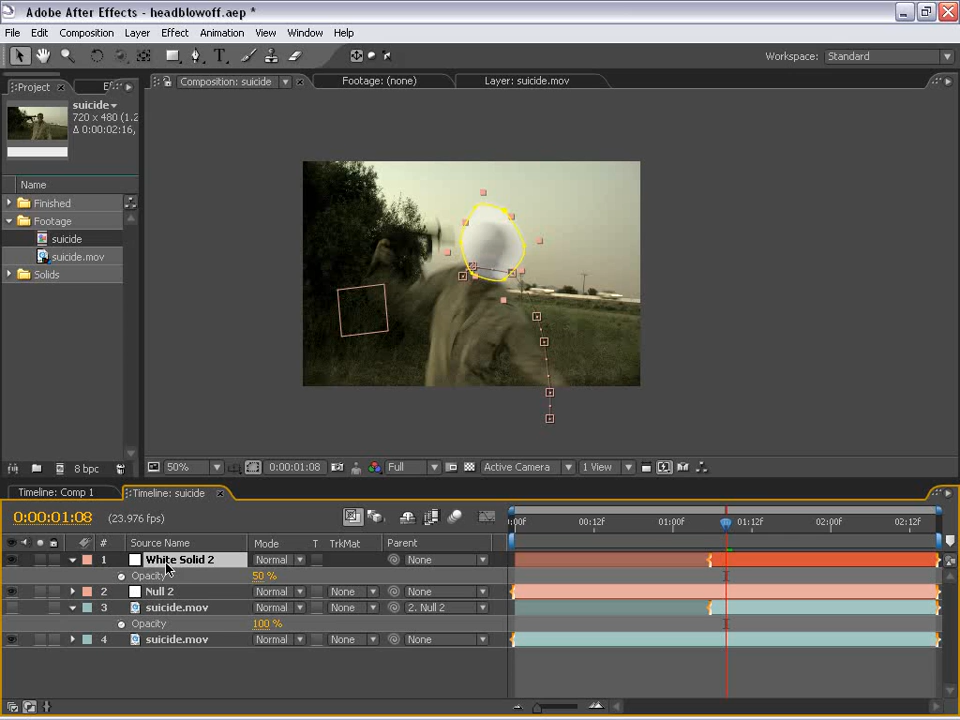 Adobe After Effects - headblowoff.aep *
File Edit Composition Layer Effect Animation View Window Help
Workspace: Standard
Project
Composition: suicide
Footage: (none)
Layer: suicide.mov
suicide
720 x 480 (1.2
Δ 0:00:02:16,
Name
Finished
Footage
suicide
suicide.mov
Solids
8 bpc
50% 0:00:01:08 Full Active Camera 1 View
Timeline: Comp 1 Timeline: suicide
0:00:01:08 (23.976 fps)
:00f 00:12f 01:00f 01:12f 02:00f 02:12f
# Source Name Mode T TrkMat Parent
1 White Solid 2 Normal None
Opacity 50 %
2 Null 2 Normal None None
3 suicide.mov Normal None 2. Null 2
Opacity 100 %
4 suicide.mov Normal None None